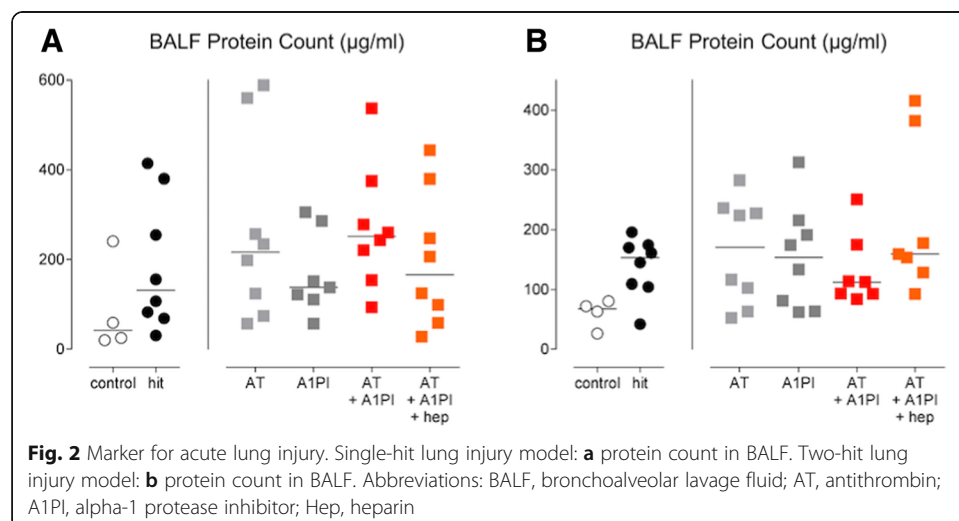 A
BALF Protein Count (µg/ml)
600
400
200
0
control
hit
AT
A1PI
AT
+ A1PI
AT
+ A1PI
+ hep
B
BALF Protein Count (µg/ml)
400
300
200
100
0
control
hit
AT
A1PI
AT
+ A1PI
AT
+ A1PI
+ hep
Fig. 2 Marker for acute lung injury. Single-hit lung injury model: a protein count in BALF. Two-hit lung
injury model: b protein count in BALF. Abbreviations: BALF, bronchoalveolar lavage fluid; AT, antithrombin;
A1PI, alpha-1 protease inhibitor; Hep, heparin